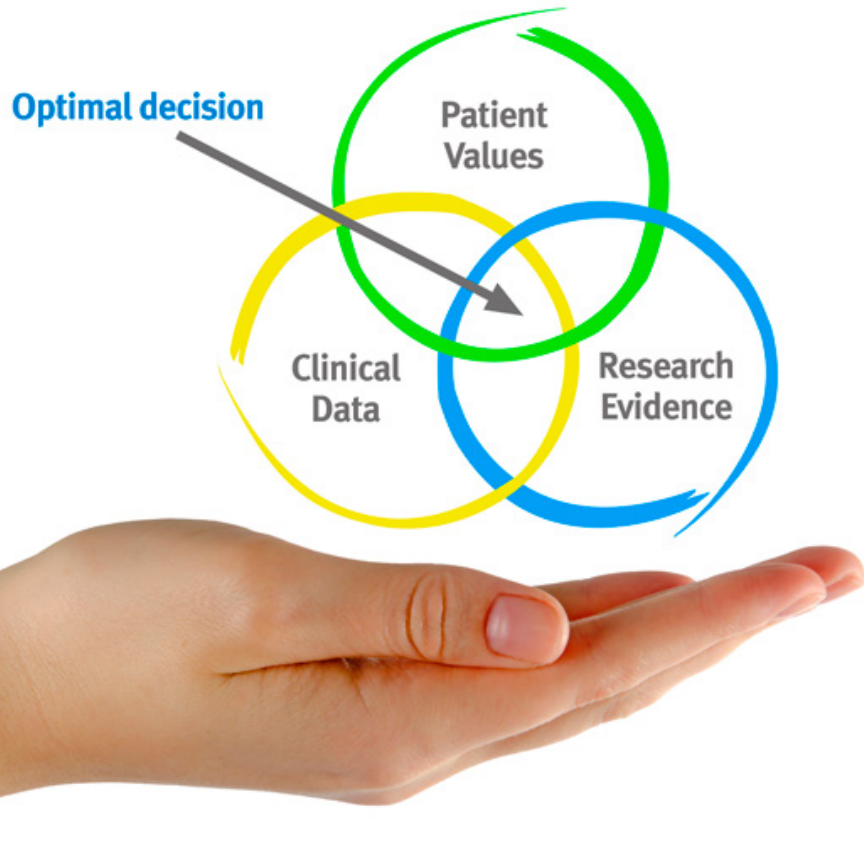 Optimal decision
Patient
Values
Clinical
Data
Research
Evidence